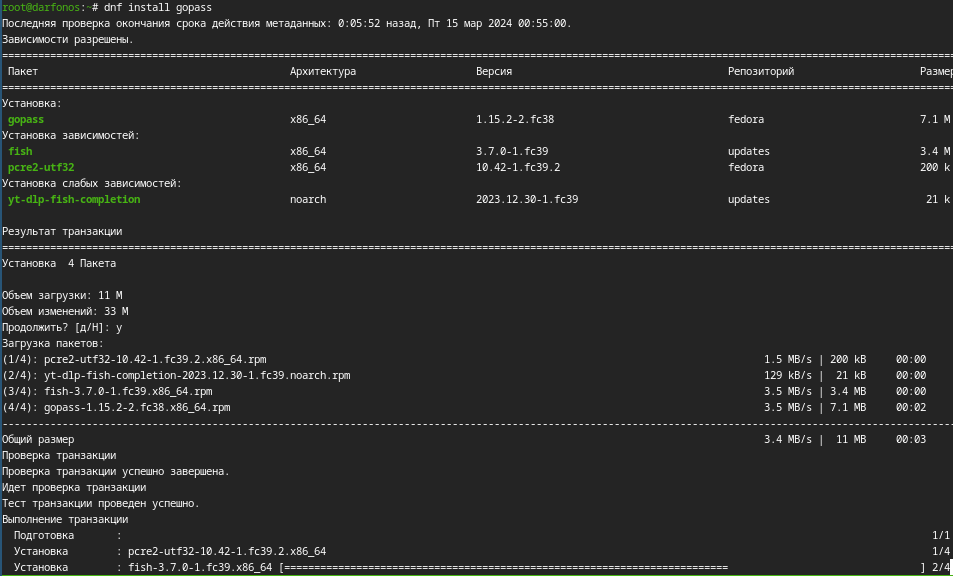 root@darfonos:~# dnf install gopass
Последняя проверка окончания срока действия метаданных: 0:05:52 назад, Пт 15 мар 2024 00:55:00.
Зависимости разрешены.
================================================================================
Пакет Архитектура Версия Репозиторий Размер
================================================================================
Установка:
gopass x86_64 1.15.2-2.fc38 fedora 7.1 M
Установка зависимостей:
fish x86_64 3.7.0-1.fc39 updates 3.4 M
pcre2-utf32 x86_64 10.42-1.fc39.2 fedora 200 k
Установка слабых зависимостей:
yt-dlp-fish-completion noarch 2023.12.30-1.fc39 updates 21 k
Результат транзакции
================================================================================
Установка 4 Пакета
Объем загрузки: 11 M
Объем изменений: 33 M
Продолжить? [д/Н]: y
Загрузка пакетов:
(1/4): pcre2-utf32-10.42-1.fc39.2.x86_64.rpm 1.5 MB/s | 200 kB 00:00
(2/4): yt-dlp-fish-completion-2023.12.30-1.fc39.noarch.rpm 129 kB/s | 21 kB 00:00
(3/4): fish-3.7.0-1.fc39.x86_64.rpm 3.5 MB/s | 3.4 MB 00:00
(4/4): gopass-1.15.2-2.fc38.x86_64.rpm 3.5 MB/s | 7.1 MB 00:02
--------------------------------------------------------------------------------
Общий размер 3.4 MB/s | 11 MB 00:03
Проверка транзакции
Проверка транзакции успешно завершена.
Идет проверка транзакции
Тест транзакции проведен успешно.
Выполнение транзакции
Подготовка : 1/1
Установка : pcre2-utf32-10.42-1.fc39.2.x86_64 1/4
Установка : fish-3.7.0-1.fc39.x86_64 [========================================================================== ] 2/4